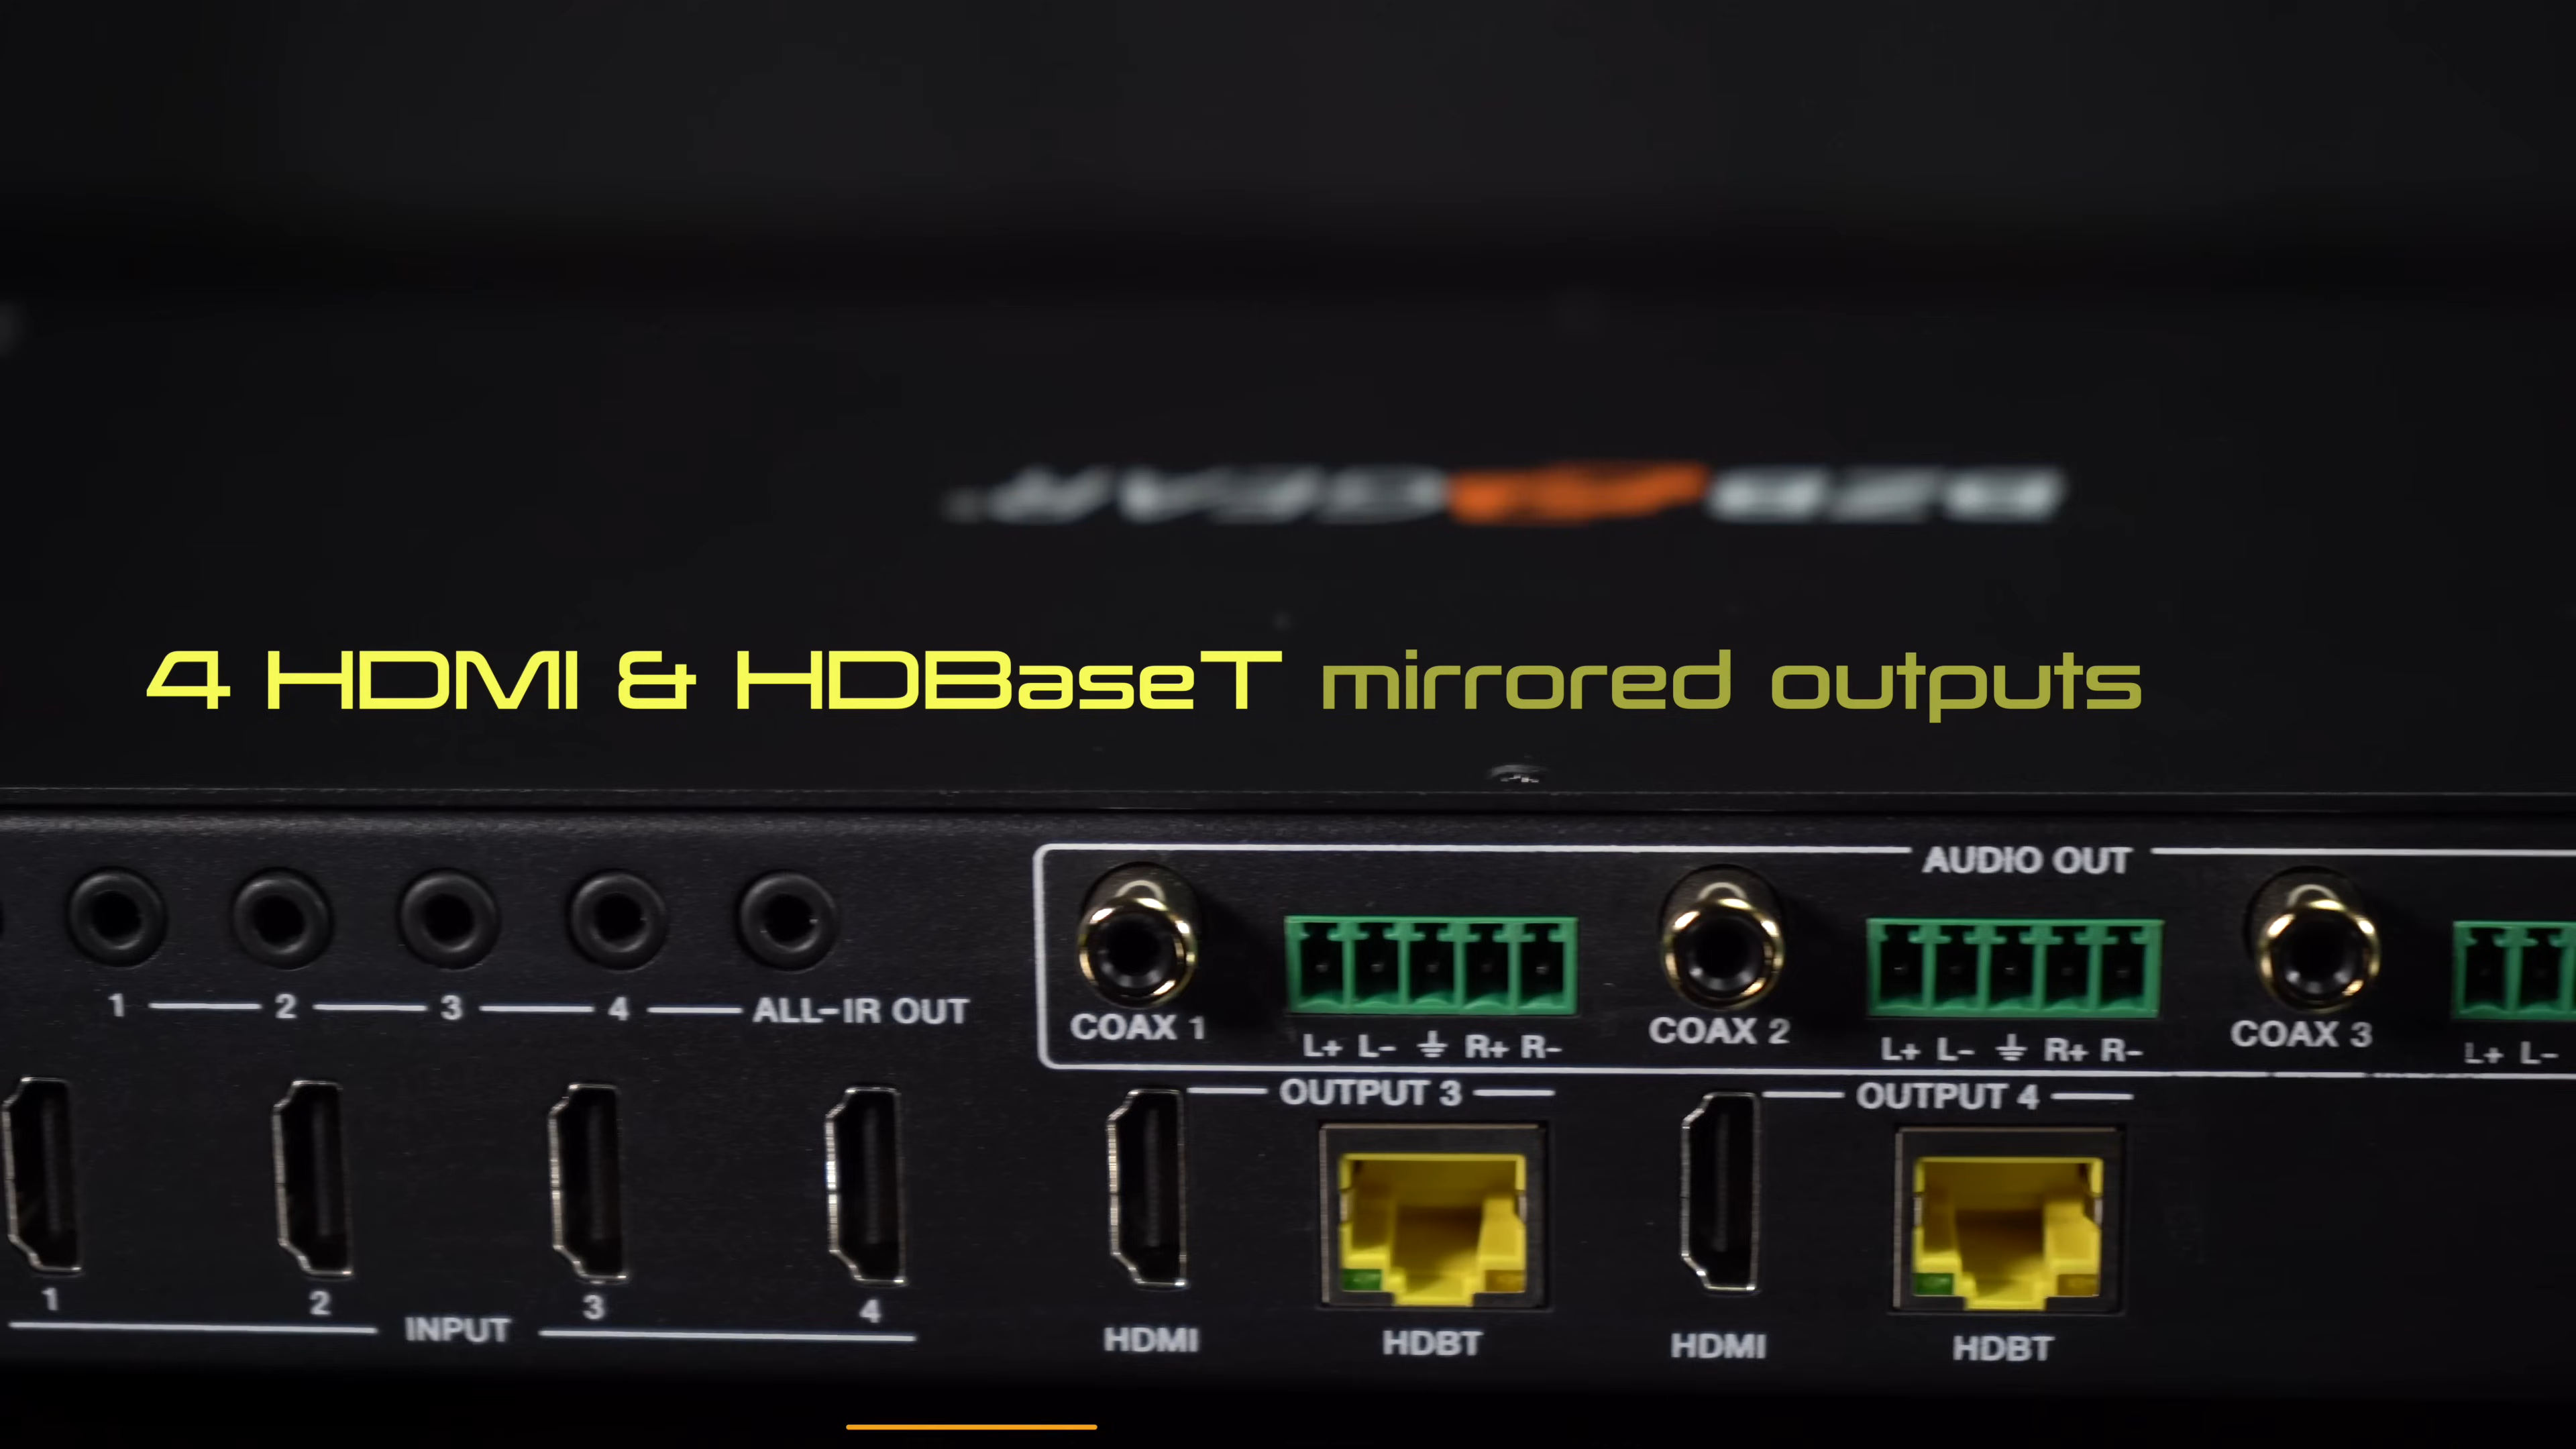 4 HDMI & HDBaseT mirrored outputs
AUDIO OUT
1 2 3 4 ALL-IR OUT
COAX 1 L+ L- R+ R- COAX 2 L+ L- R+ R- COAX 3 L+ L-
OUTPUT 3 OUTPUT 4
1 2 3 4
INPUT
HDMI HDBT HDMI HDBT